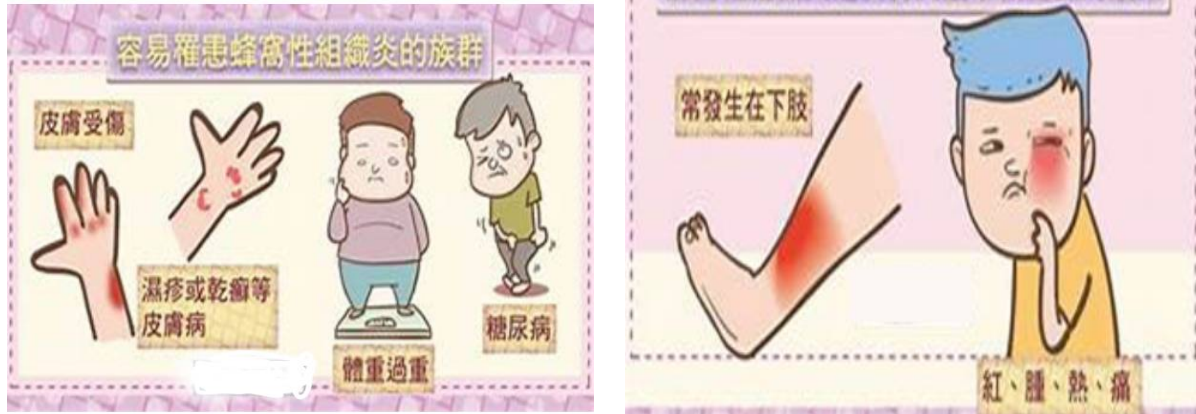 容易罹患蜂窩性組織炎的族群
皮膚受傷
濕疹或乾癬等
皮膚病
體重過重
糖尿病
常發生在下肢
紅、腫、熱、痛